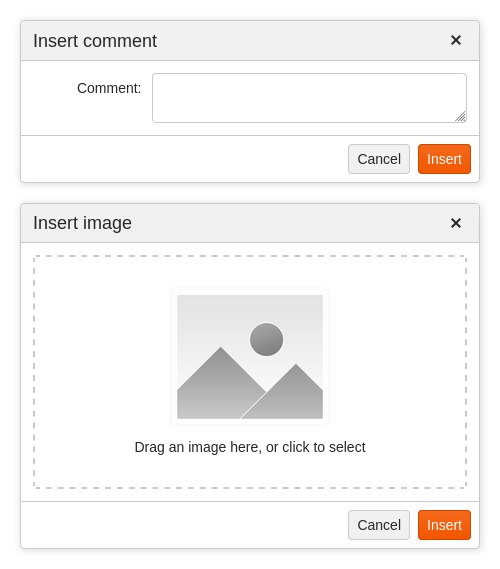 Insert comment
Comment:
Cancel Insert
Insert image
Drag an image here, or click to select
Cancel Insert